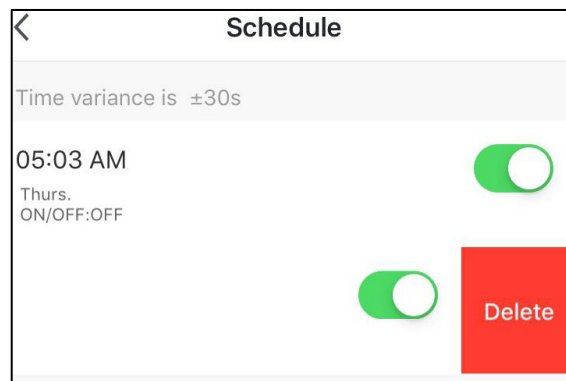 Schedule
Time variance is ±30s
05:03 AM
Thurs.
ON/OFF:OFF
Delete